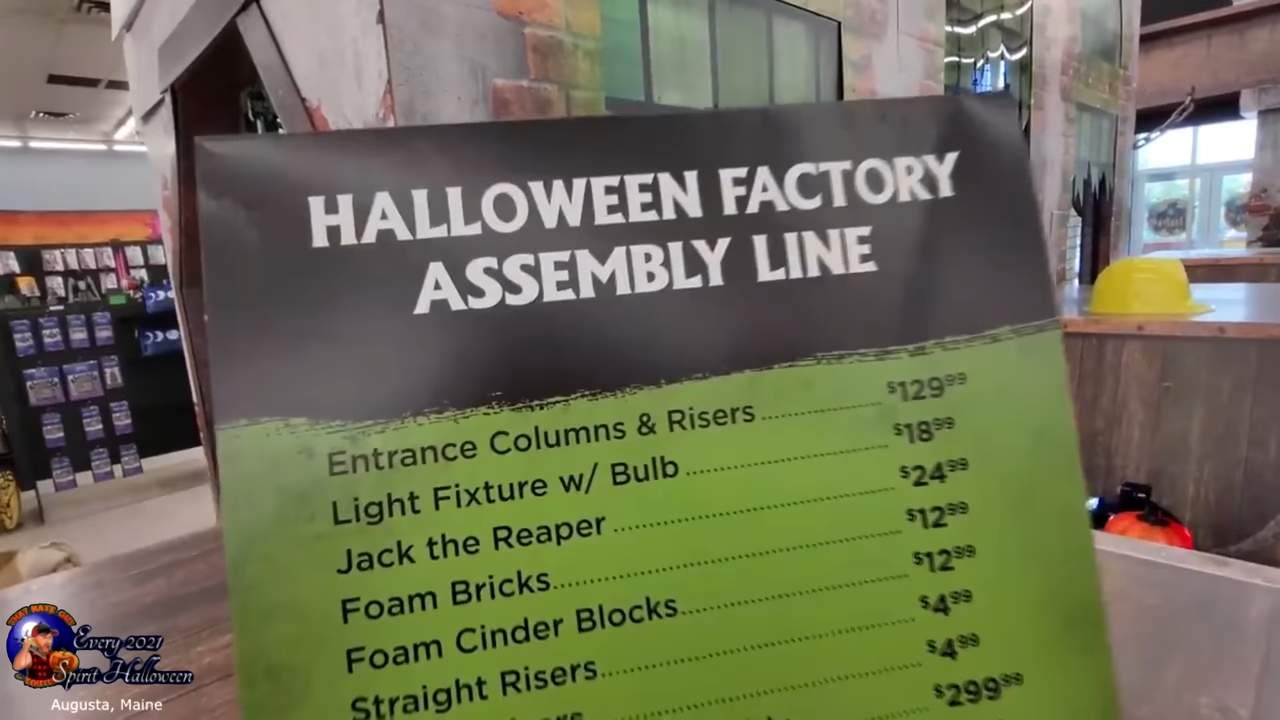 HALLOWEEN FACTORY
ASSEMBLY LINE
Entrance Columns & Risers ........ $129.99
Light Fixture w/ Bulb ........ $18.99
Jack the Reaper ........ $24.99
Foam Bricks ........ $12.99
Foam Cinder Blocks ........ $12.99
Straight Risers ........ $4.99
$4.99
$299.99
Every 2021
Spirit Halloween
Augusta, Maine